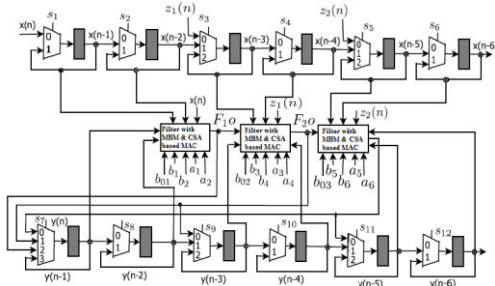 s1 s2 z1(n) s3 s4 z2(n) s5 s6
x(n) x(n-1) x(n-2) x(n-3) x(n-4) x(n-5) x(n-6
0 1 0 1 0 1 2 0 1 0 1 2 0 1
x(n) z1(n) z2(n)
F1o F2o
Filter with MBM & CSA based MAC
Filter with MBM & CSA based MAC
Filter with MBM & CSA based MAC
b01 b1 b2 a1 a2
b02 b3 b4 a3 a4
b03 b5 b6 a5 a6
s7 y(n) s8 s9 s10 s11 s12
0 1 2 3 0 1 0 1 2 0 1 0 1 2 0 1
y(n-1) y(n-2) y(n-3) y(n-4) y(n-5) y(n-6)